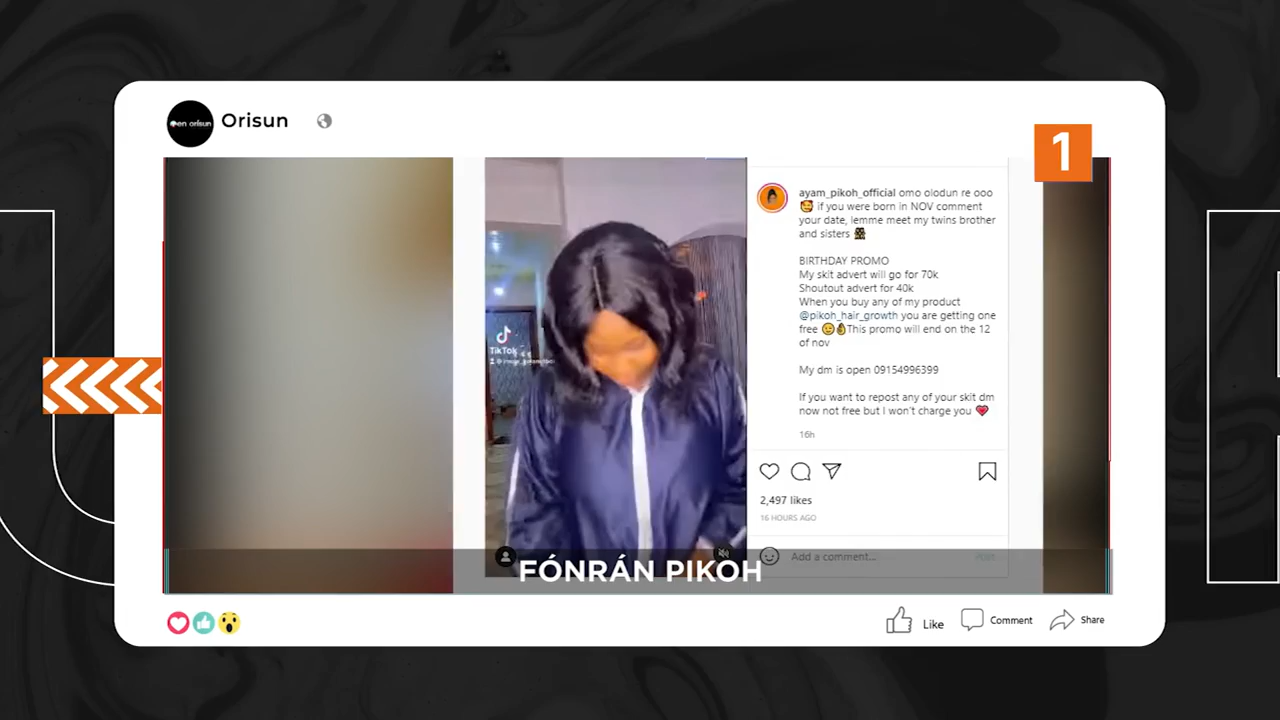 en orisun
Orisun
1
ayam_pikoh_official omo olodun re ooo
🥰 if you were born in NOV comment
your date, lemme meet my twins brother
and sisters
BIRTHDAY PROMO
My skit advert will go for 70k
Shoutout advert for 40k
When you buy any of my product
@pikoh_hair_growth you are getting one
free This promo will end on the 12
of nov
My dm is open 09154996399
If you want to repost any of your skit dm
now not free but I won't charge you
16h
2,497 likes
16 HOURS AGO
Add a comment...
Post
TikTok
FÓNRÁN PIKOH
Like
Comment
Share